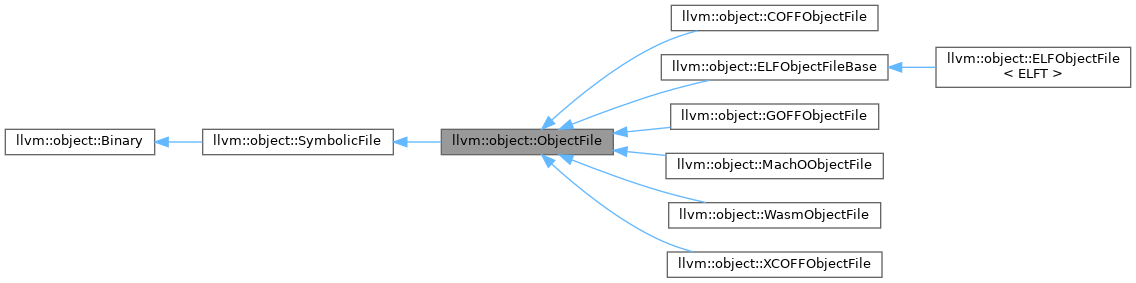 llvm::object::COFFObjectFile
llvm::object::ELFObjectFileBase
llvm::object::ELFObjectFile
< ELFT >
llvm::object::GOFFObjectFile
llvm::object::Binary
llvm::object::SymbolicFile
llvm::object::ObjectFile
llvm::object::MachOObjectFile
llvm::object::WasmObjectFile
llvm::object::XCOFFObjectFile